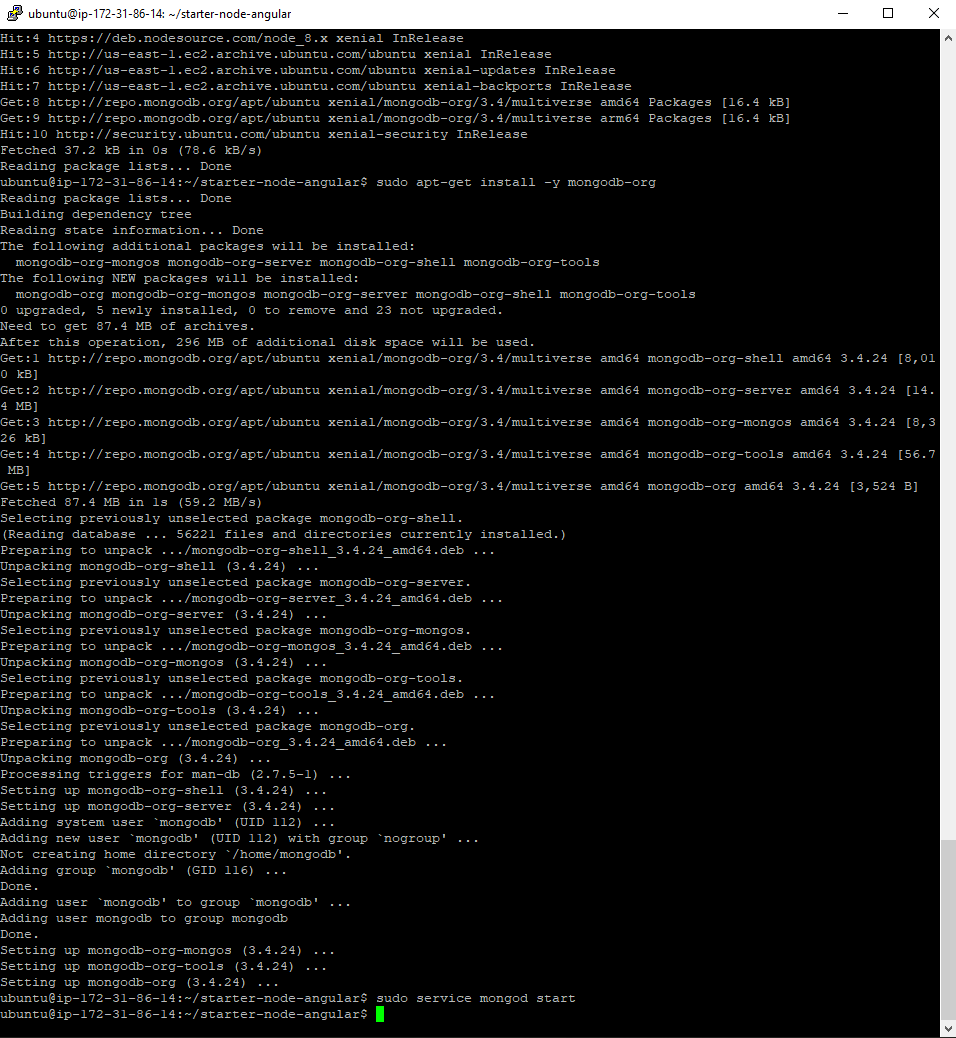 ubuntu@ip-172-31-86-14: ~/starter-node-angular
Hit:4 https://deb.nodesource.com/node_8.x xenial InRelease
Hit:5 http://us-east-1.ec2.archive.ubuntu.com/ubuntu xenial InRelease
Hit:6 http://us-east-1.ec2.archive.ubuntu.com/ubuntu xenial-updates InRelease
Hit:7 http://us-east-1.ec2.archive.ubuntu.com/ubuntu xenial-backports InRelease
Get:8 http://repo.mongodb.org/apt/ubuntu xenial/mongodb-org/3.4/multiverse amd64 Packages [16.4 kB]
Get:9 http://repo.mongodb.org/apt/ubuntu xenial/mongodb-org/3.4/multiverse arm64 Packages [16.4 kB]
Hit:10 http://security.ubuntu.com/ubuntu xenial-security InRelease
Fetched 37.2 kB in 0s (78.6 kB/s)
Reading package lists... Done
ubuntu@ip-172-31-86-14:~/starter-node-angular$ sudo apt-get install -y mongodb-org
Reading package lists... Done
Building dependency tree
Reading state information... Done
The following additional packages will be installed:
  mongodb-org-mongos mongodb-org-server mongodb-org-shell mongodb-org-tools
The following NEW packages will be installed:
  mongodb-org mongodb-org-mongos mongodb-org-server mongodb-org-shell mongodb-org-tools
0 upgraded, 5 newly installed, 0 to remove and 23 not upgraded.
Need to get 87.4 MB of archives.
After this operation, 296 MB of additional disk space will be used.
Get:1 http://repo.mongodb.org/apt/ubuntu xenial/mongodb-org/3.4/multiverse amd64 mongodb-org-shell amd64 3.4.24 [8,01
0 kB]
Get:2 http://repo.mongodb.org/apt/ubuntu xenial/mongodb-org/3.4/multiverse amd64 mongodb-org-server amd64 3.4.24 [14.
4 MB]
Get:3 http://repo.mongodb.org/apt/ubuntu xenial/mongodb-org/3.4/multiverse amd64 mongodb-org-mongos amd64 3.4.24 [8,3
26 kB]
Get:4 http://repo.mongodb.org/apt/ubuntu xenial/mongodb-org/3.4/multiverse amd64 mongodb-org-tools amd64 3.4.24 [56.7
 MB]
Get:5 http://repo.mongodb.org/apt/ubuntu xenial/mongodb-org/3.4/multiverse amd64 mongodb-org amd64 3.4.24 [3,524 B]
Fetched 87.4 MB in 1s (59.2 MB/s)
Selecting previously unselected package mongodb-org-shell.
(Reading database ... 56221 files and directories currently installed.)
Preparing to unpack .../mongodb-org-shell_3.4.24_amd64.deb ...
Unpacking mongodb-org-shell (3.4.24) ...
Selecting previously unselected package mongodb-org-server.
Preparing to unpack .../mongodb-org-server_3.4.24_amd64.deb ...
Unpacking mongodb-org-server (3.4.24) ...
Selecting previously unselected package mongodb-org-mongos.
Preparing to unpack .../mongodb-org-mongos_3.4.24_amd64.deb ...
Unpacking mongodb-org-mongos (3.4.24) ...
Selecting previously unselected package mongodb-org-tools.
Preparing to unpack .../mongodb-org-tools_3.4.24_amd64.deb ...
Unpacking mongodb-org-tools (3.4.24) ...
Selecting previously unselected package mongodb-org.
Preparing to unpack .../mongodb-org_3.4.24_amd64.deb ...
Unpacking mongodb-org (3.4.24) ...
Processing triggers for man-db (2.7.5-1) ...
Setting up mongodb-org-shell (3.4.24) ...
Setting up mongodb-org-server (3.4.24) ...
Adding system user `mongodb' (UID 112) ...
Adding new user `mongodb' (UID 112) with group `nogroup' ...
Not creating home directory `/home/mongodb'.
Adding group `mongodb' (GID 116) ...
Done.
Adding user `mongodb' to group `mongodb' ...
Adding user mongodb to group mongodb
Done.
Setting up mongodb-org-mongos (3.4.24) ...
Setting up mongodb-org-tools (3.4.24) ...
Setting up mongodb-org (3.4.24) ...
ubuntu@ip-172-31-86-14:~/starter-node-angular$ sudo service mongod start
ubuntu@ip-172-31-86-14:~/starter-node-angular$